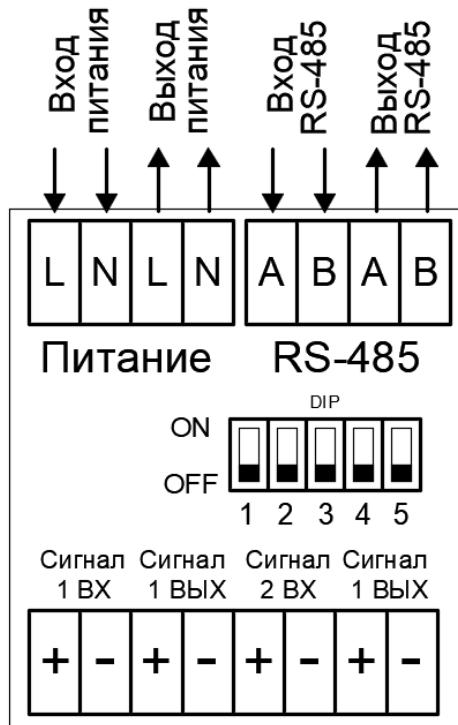 Вход питания
Выход питания
Вход RS-485
Выход RS-485
L N L N A B A B
Питание RS-485
DIP
ON
OFF
1 2 3 4 5
Сигнал 1 ВХ
Сигнал 1 ВЫХ
Сигнал 2 ВХ
Сигнал 1 ВЫХ
+ - + - + - + -